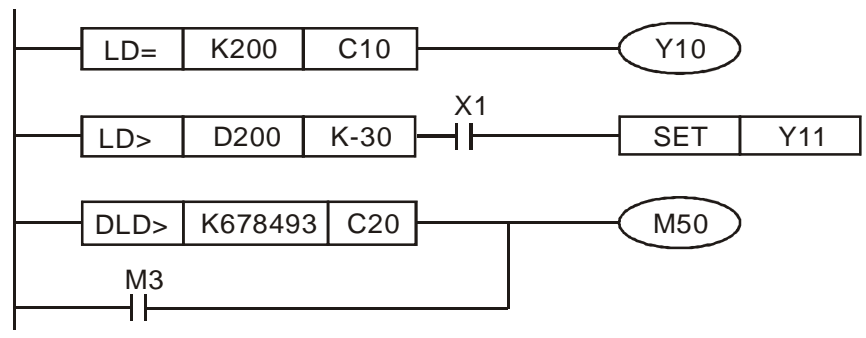 LD= K200 C10 Y10
X1
LD> D200 K-30 SET Y11
DLD> K678493 C20 M50
M3